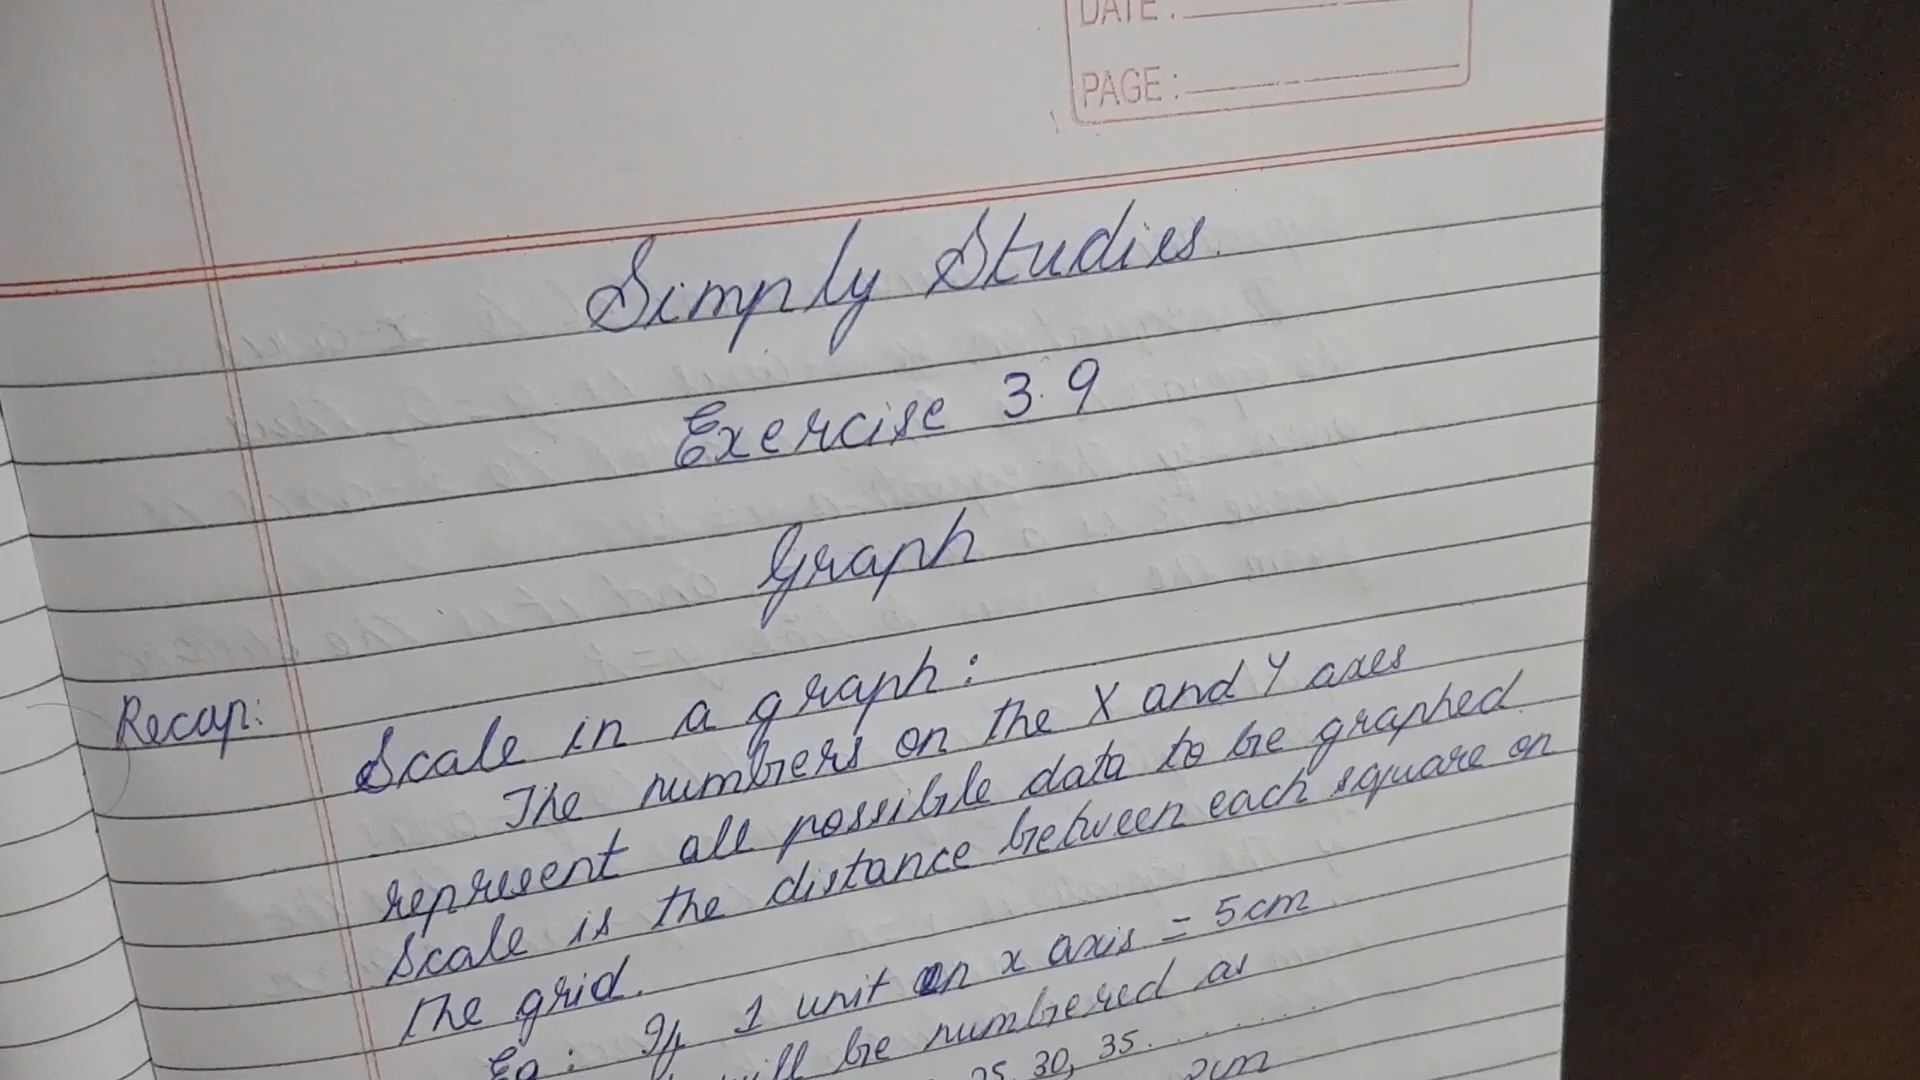 DATE :
PAGE :
Simply Studies.
Exercise 3.9
Graph
Recap:
Scale in a graph :
The numbers on the X and Y axes
represent all possible data to be graphed.
Scale is the distance between each square on
the grid.
Eg : If 1 unit on x axis = 5cm
will be numbered as
25, 30, 35.......
2cm